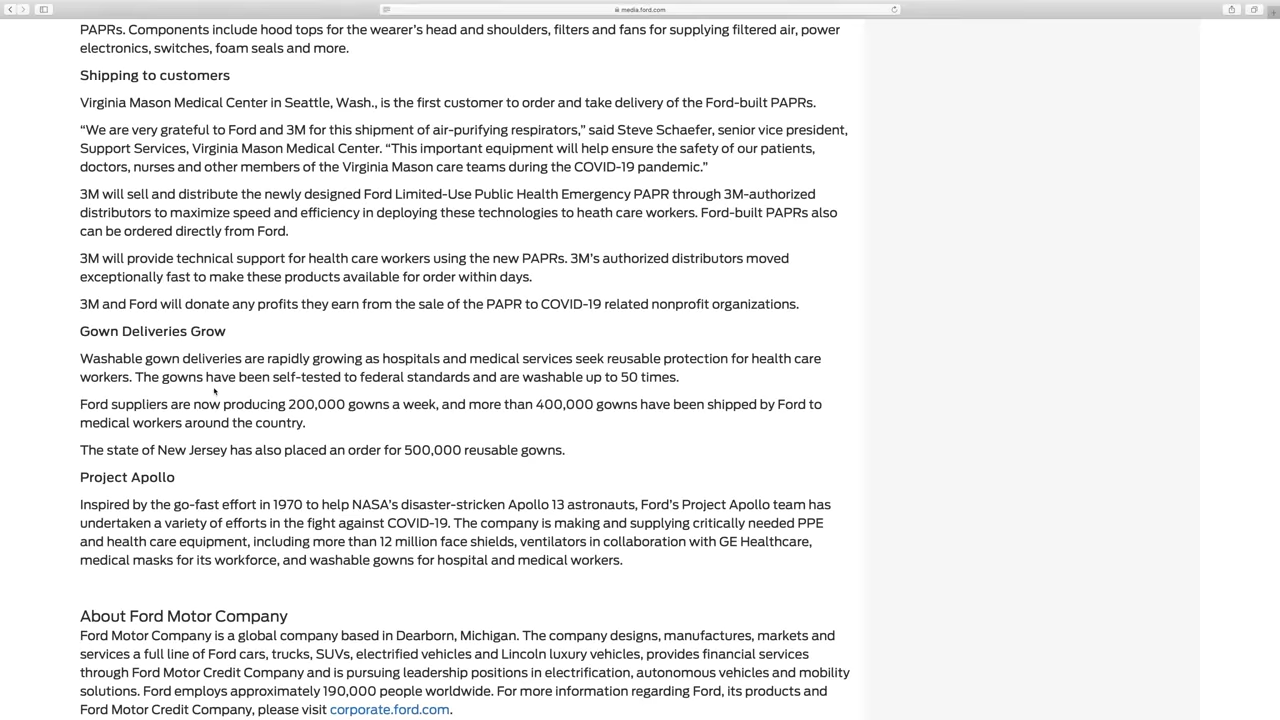 media.ford.com
PAPRs. Components include hood tops for the wearer’s head and shoulders, filters and fans for supplying filtered air, power
electronics, switches, foam seals and more.
Shipping to customers
Virginia Mason Medical Center in Seattle, Wash., is the first customer to order and take delivery of the Ford-built PAPRs.
“We are very grateful to Ford and 3M for this shipment of air-purifying respirators,” said Steve Schaefer, senior vice president,
Support Services, Virginia Mason Medical Center. “This important equipment will help ensure the safety of our patients,
doctors, nurses and other members of the Virginia Mason care teams during the COVID-19 pandemic.”
3M will sell and distribute the newly designed Ford Limited-Use Public Health Emergency PAPR through 3M-authorized
distributors to maximize speed and efficiency in deploying these technologies to heath care workers. Ford-built PAPRs also
can be ordered directly from Ford.
3M will provide technical support for health care workers using the new PAPRs. 3M’s authorized distributors moved
exceptionally fast to make these products available for order within days.
3M and Ford will donate any profits they earn from the sale of the PAPR to COVID-19 related nonprofit organizations.
Gown Deliveries Grow
Washable gown deliveries are rapidly growing as hospitals and medical services seek reusable protection for health care
workers. The gowns have been self-tested to federal standards and are washable up to 50 times.
Ford suppliers are now producing 200,000 gowns a week, and more than 400,000 gowns have been shipped by Ford to
medical workers around the country.
The state of New Jersey has also placed an order for 500,000 reusable gowns.
Project Apollo
Inspired by the go-fast effort in 1970 to help NASA’s disaster-stricken Apollo 13 astronauts, Ford’s Project Apollo team has
undertaken a variety of efforts in the fight against COVID-19. The company is making and supplying critically needed PPE
and health care equipment, including more than 12 million face shields, ventilators in collaboration with GE Healthcare,
medical masks for its workforce, and washable gowns for hospital and medical workers.
About Ford Motor Company
Ford Motor Company is a global company based in Dearborn, Michigan. The company designs, manufactures, markets and
services a full line of Ford cars, trucks, SUVs, electrified vehicles and Lincoln luxury vehicles, provides financial services
through Ford Motor Credit Company and is pursuing leadership positions in electrification, autonomous vehicles and mobility
solutions. Ford employs approximately 190,000 people worldwide. For more information regarding Ford, its products and
Ford Motor Credit Company, please visit corporate.ford.com.